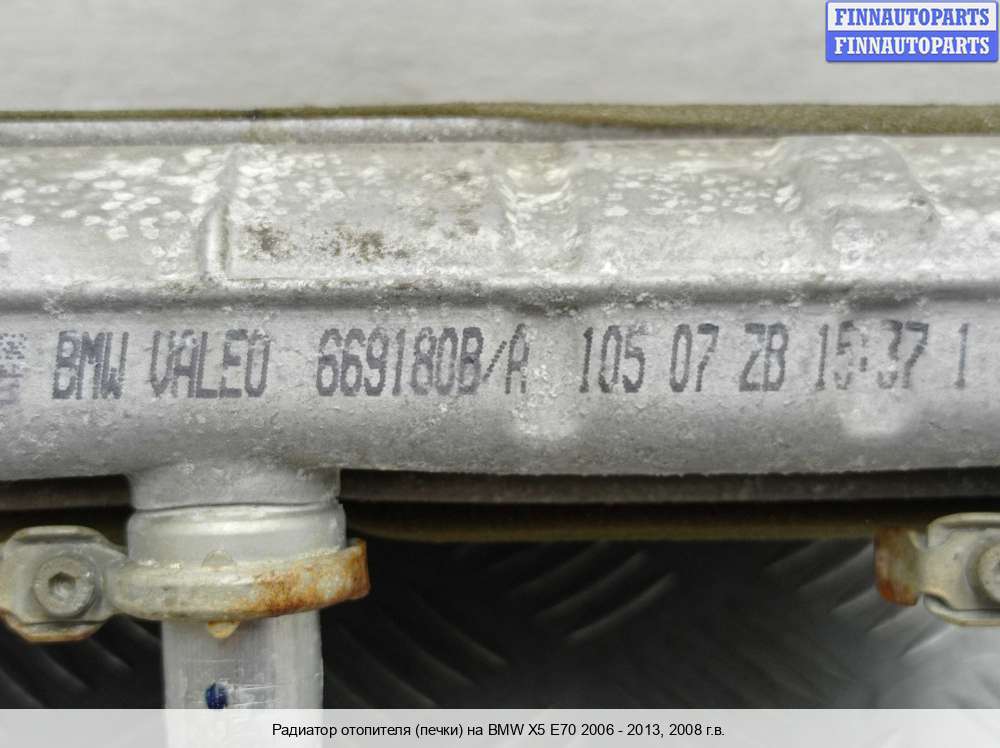 FINNAUTOPARTS
FINNAUTOPARTS
BMW VALEO 669180B/A 105 07 ZB 15:37 1
Радиатор отопителя (печки) на BMW X5 E70 2006 - 2013, 2008 г.в.